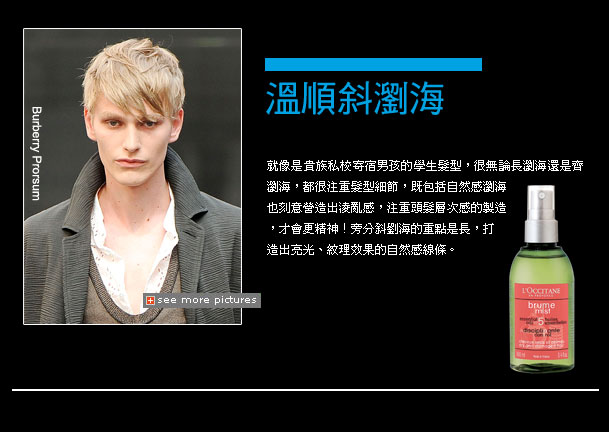 溫順斜瀏海
Burberry Prorsum
就像是貴族私校寄宿男孩的學生髮型，很無論長瀏海還是齊
瀏海，都很注重髮型細節，既包括自然感瀏海
也刻意營造出淩亂感，注重頭髮層次感的製造
，才會更精神！旁分斜劉海的重點是長，打
造出亮光、紋理效果的自然感線條。
see more pictures
L'OCCITANE
brume
mist
5